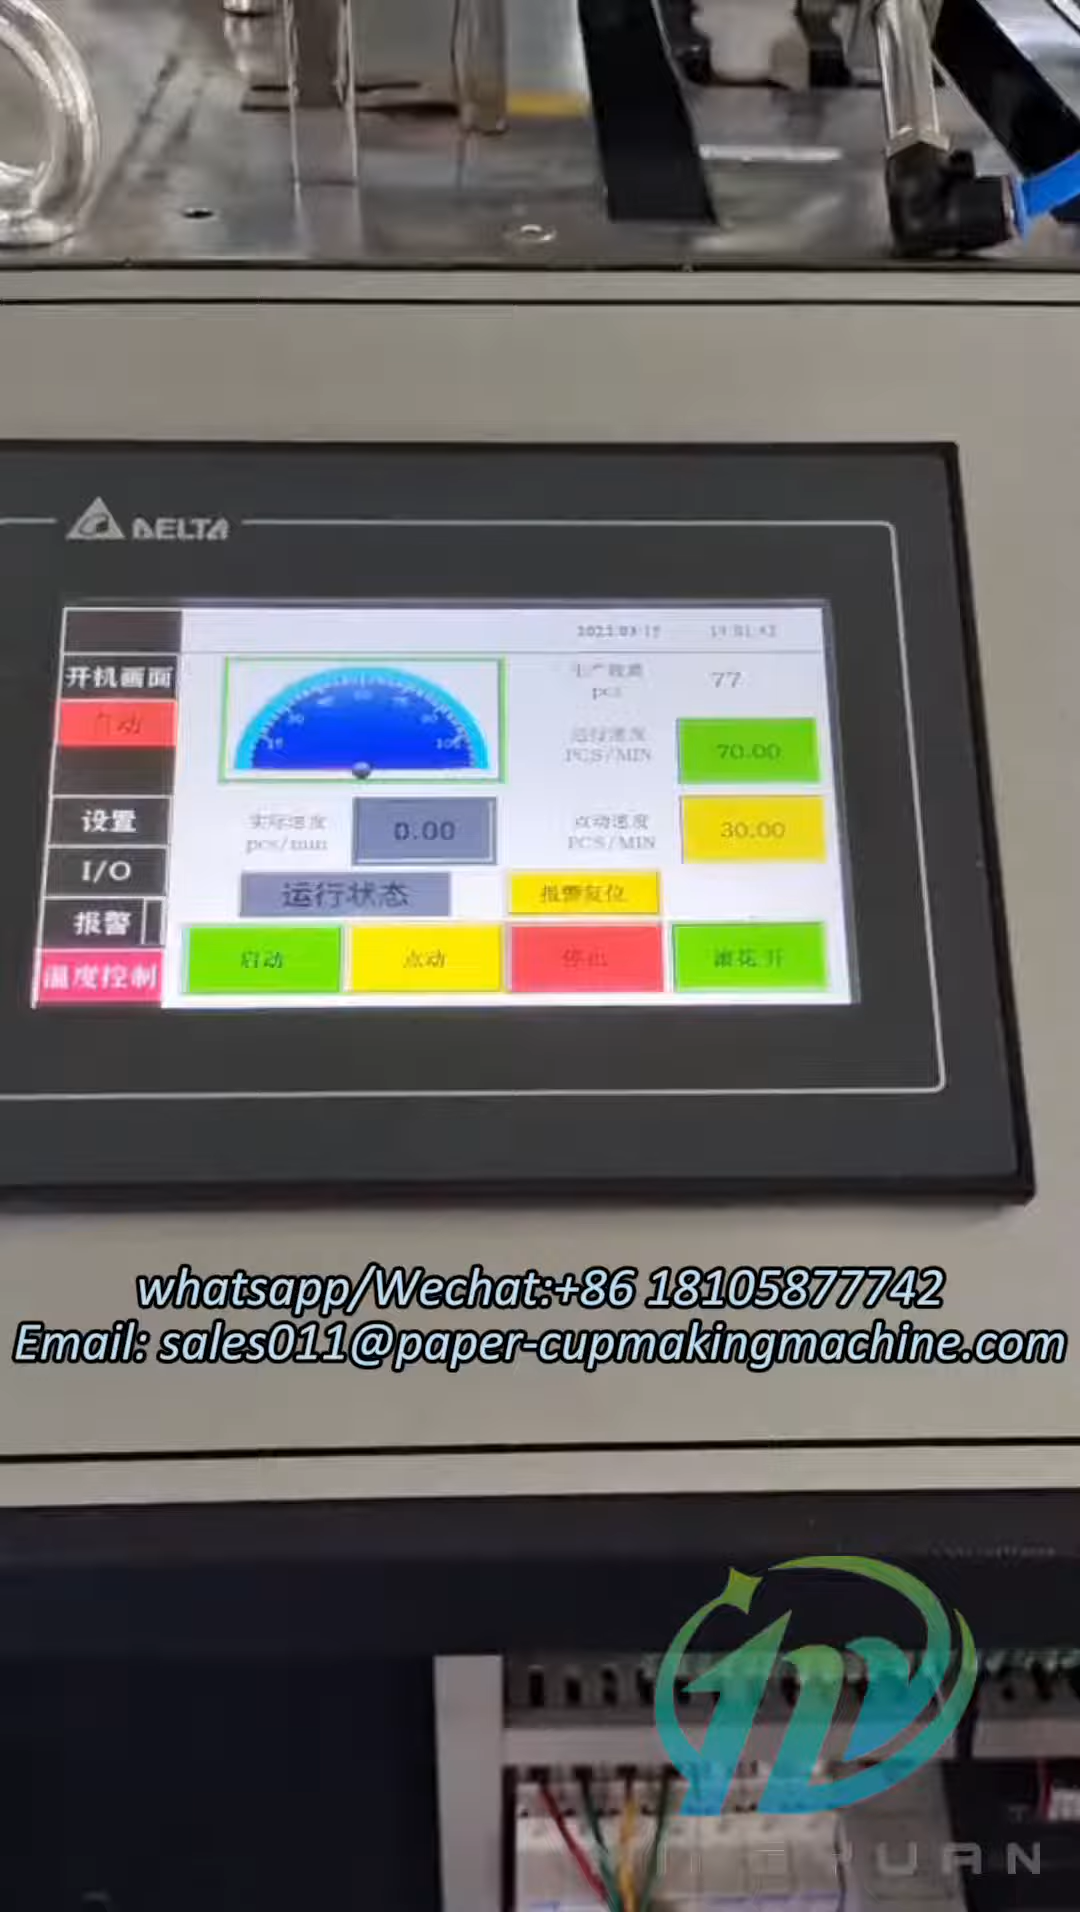 DELTA
开机画面
自动
设置
I/O
报警
温度控制
生产数量
pcs
77
运行速度
PCS/MIN
70.00
实际速度
pcs/min
0.00
点动速度
PCS/MIN
30.00
运行状态
报警复位
启动
点动
停止
滚花开
whatsapp/Wechat:+86 18105877742
Email: sales011@paper-cupmakingmachine.com